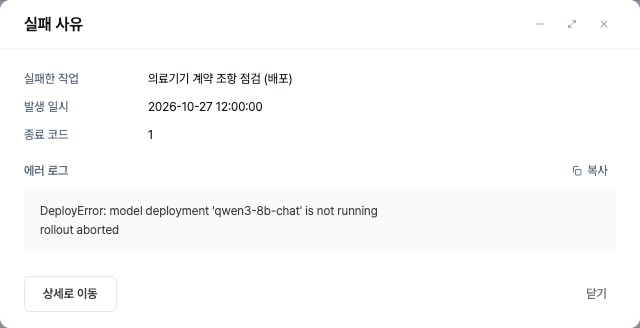 실패 사유
실패한 작업 의료기기 계약 조항 점검 (배포)
발생 일시 2026-10-27 12:00:00
종료 코드 1
에러 로그 복사
DeployError: model deployment 'qwen3-8b-chat' is not running
rollout aborted
상세로 이동 닫기